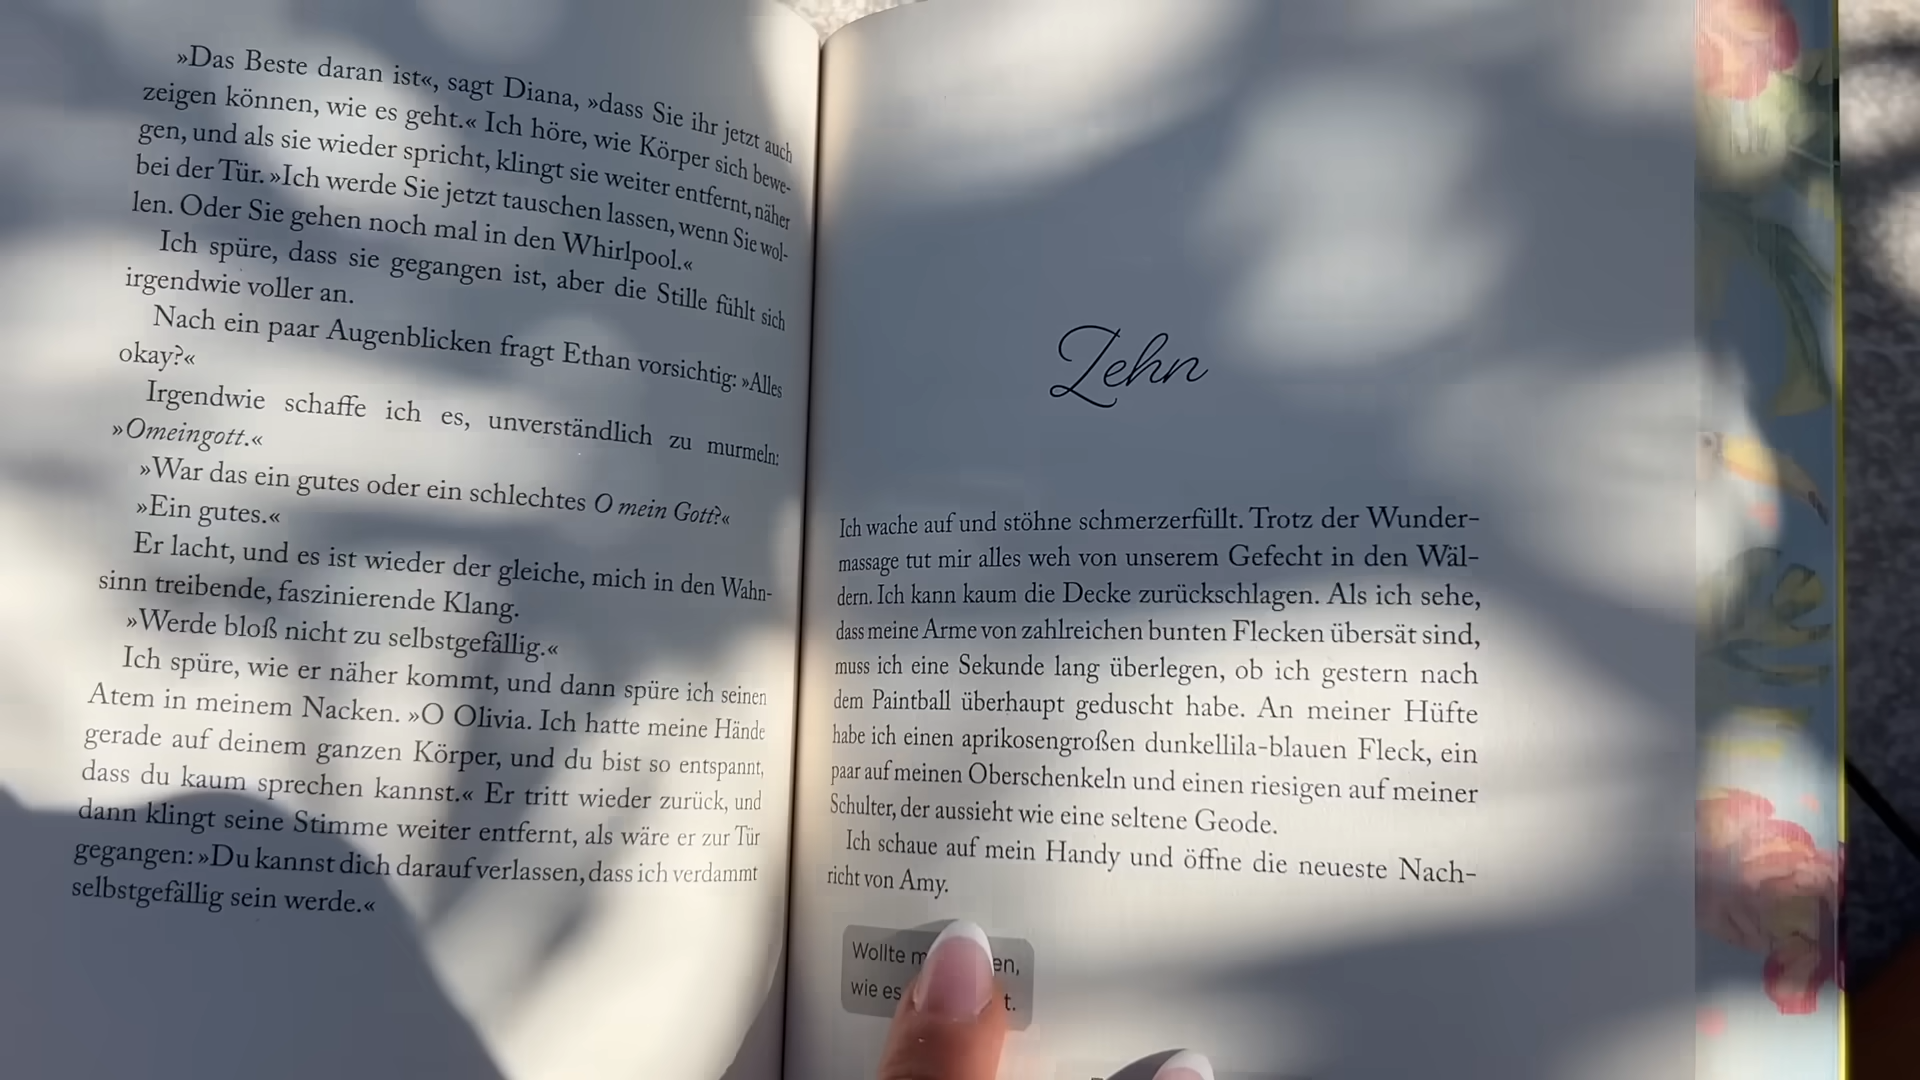 »Das Beste daran ist«, sagt Diana, »dass Sie ihr jetzt auch
zeigen können, wie es geht.« Ich höre, wie Körper sich bewe-
gen, und als sie wieder spricht, klingt sie weiter entfernt, näher
bei der Tür. »Ich werde Sie jetzt tauschen lassen, wenn Sie wol-
len. Oder Sie gehen noch mal in den Whirlpool.«
Ich spüre, dass sie gegangen ist, aber die Stille fühlt sich
irgendwie voller an.
Nach ein paar Augenblicken fragt Ethan vorsichtig: »Alles
okay?«
Irgendwie schaffe ich es, unverständlich zu murmeln:
»Omeingott.«
»War das ein gutes oder ein schlechtes O mein Gott?«
»Ein gutes.«
Er lacht, und es ist wieder der gleiche, mich in den Wahn-
sinn treibende, faszinierende Klang.
»Werde bloß nicht zu selbstgefällig.«
Ich spüre, wie er näher kommt, und dann spüre ich seinen
Atem in meinem Nacken. »O Olivia. Ich hatte meine Hände
gerade auf deinem ganzen Körper, und du bist so entspannt,
dass du kaum sprechen kannst.« Er tritt wieder zurück, und
dann klingt seine Stimme weiter entfernt, als wäre er zur Tür
gegangen: »Du kannst dich darauf verlassen, dass ich verdammt
selbstgefällig sein werde.«
Zehn
Ich wache auf und stöhne schmerzerfüllt. Trotz der Wunder-
massage tut mir alles weh von unserem Gefecht in den Wäl-
dern. Ich kann kaum die Decke zurückschlagen. Als ich sehe,
dass meine Arme von zahlreichen bunten Flecken übersät sind,
muss ich eine Sekunde lang überlegen, ob ich gestern nach
dem Paintball überhaupt geduscht habe. An meiner Hüfte
habe ich einen aprikosengroßen dunkellila-blauen Fleck, ein
paar auf meinen Oberschenkeln und einen riesigen auf meiner
Schulter, der aussieht wie eine seltene Geode.
Ich schaue auf mein Handy und öffne die neueste Nach-
richt von Amy.
Wollte
wie es